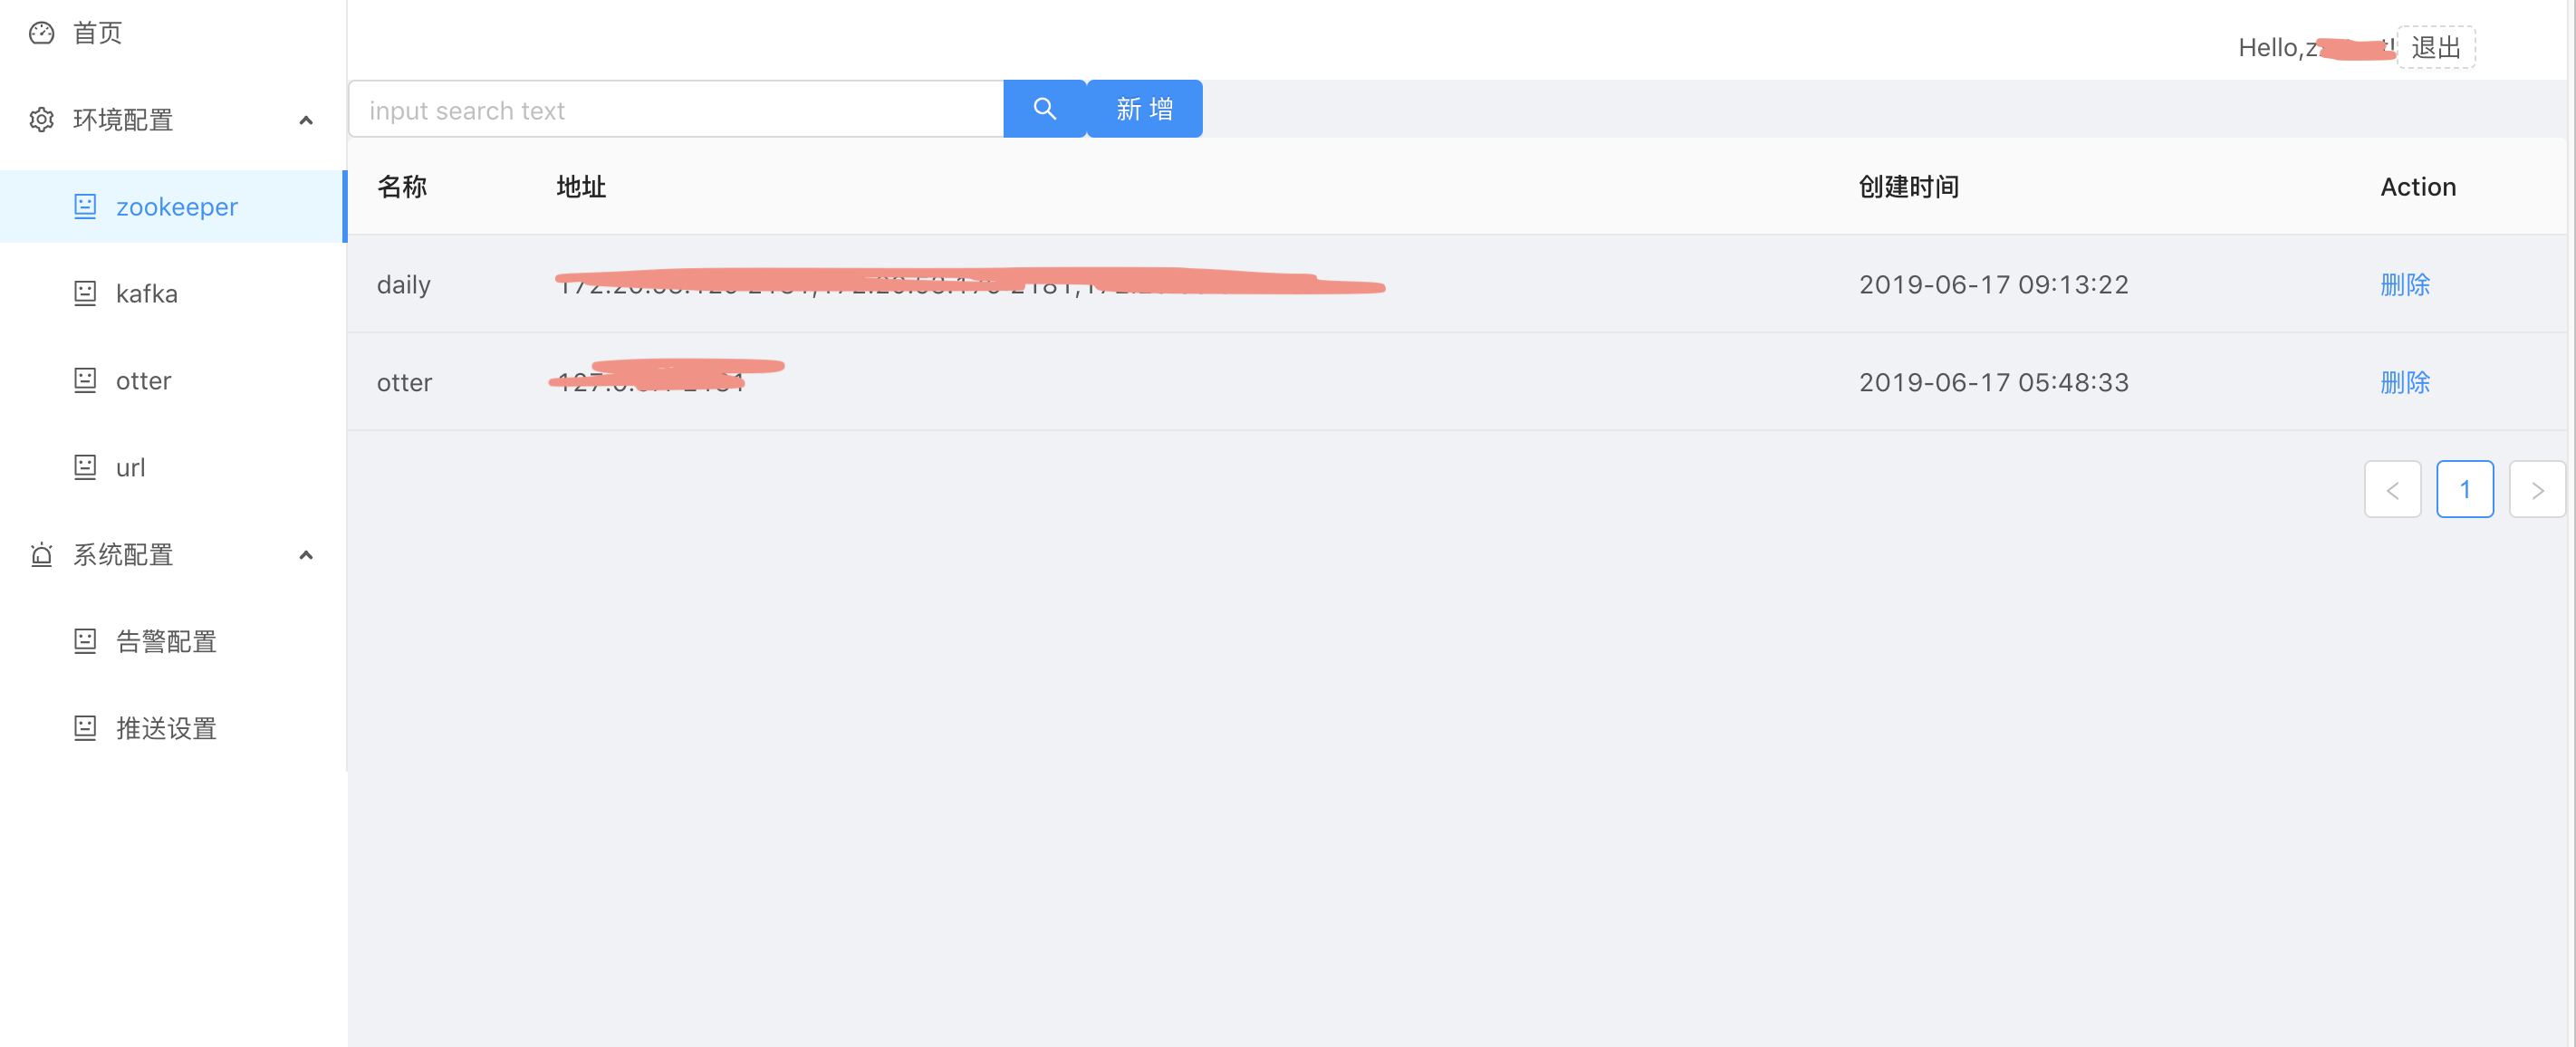 首页
Hello,z 退出
环境配置
input search text
新 增
名称 地址 创建时间 Action
zookeeper
daily 2019-06-17 09:13:22 删除
kafka
otter 2019-06-17 05:48:33 删除
otter
url
< 1 >
系统配置
告警配置
推送设置